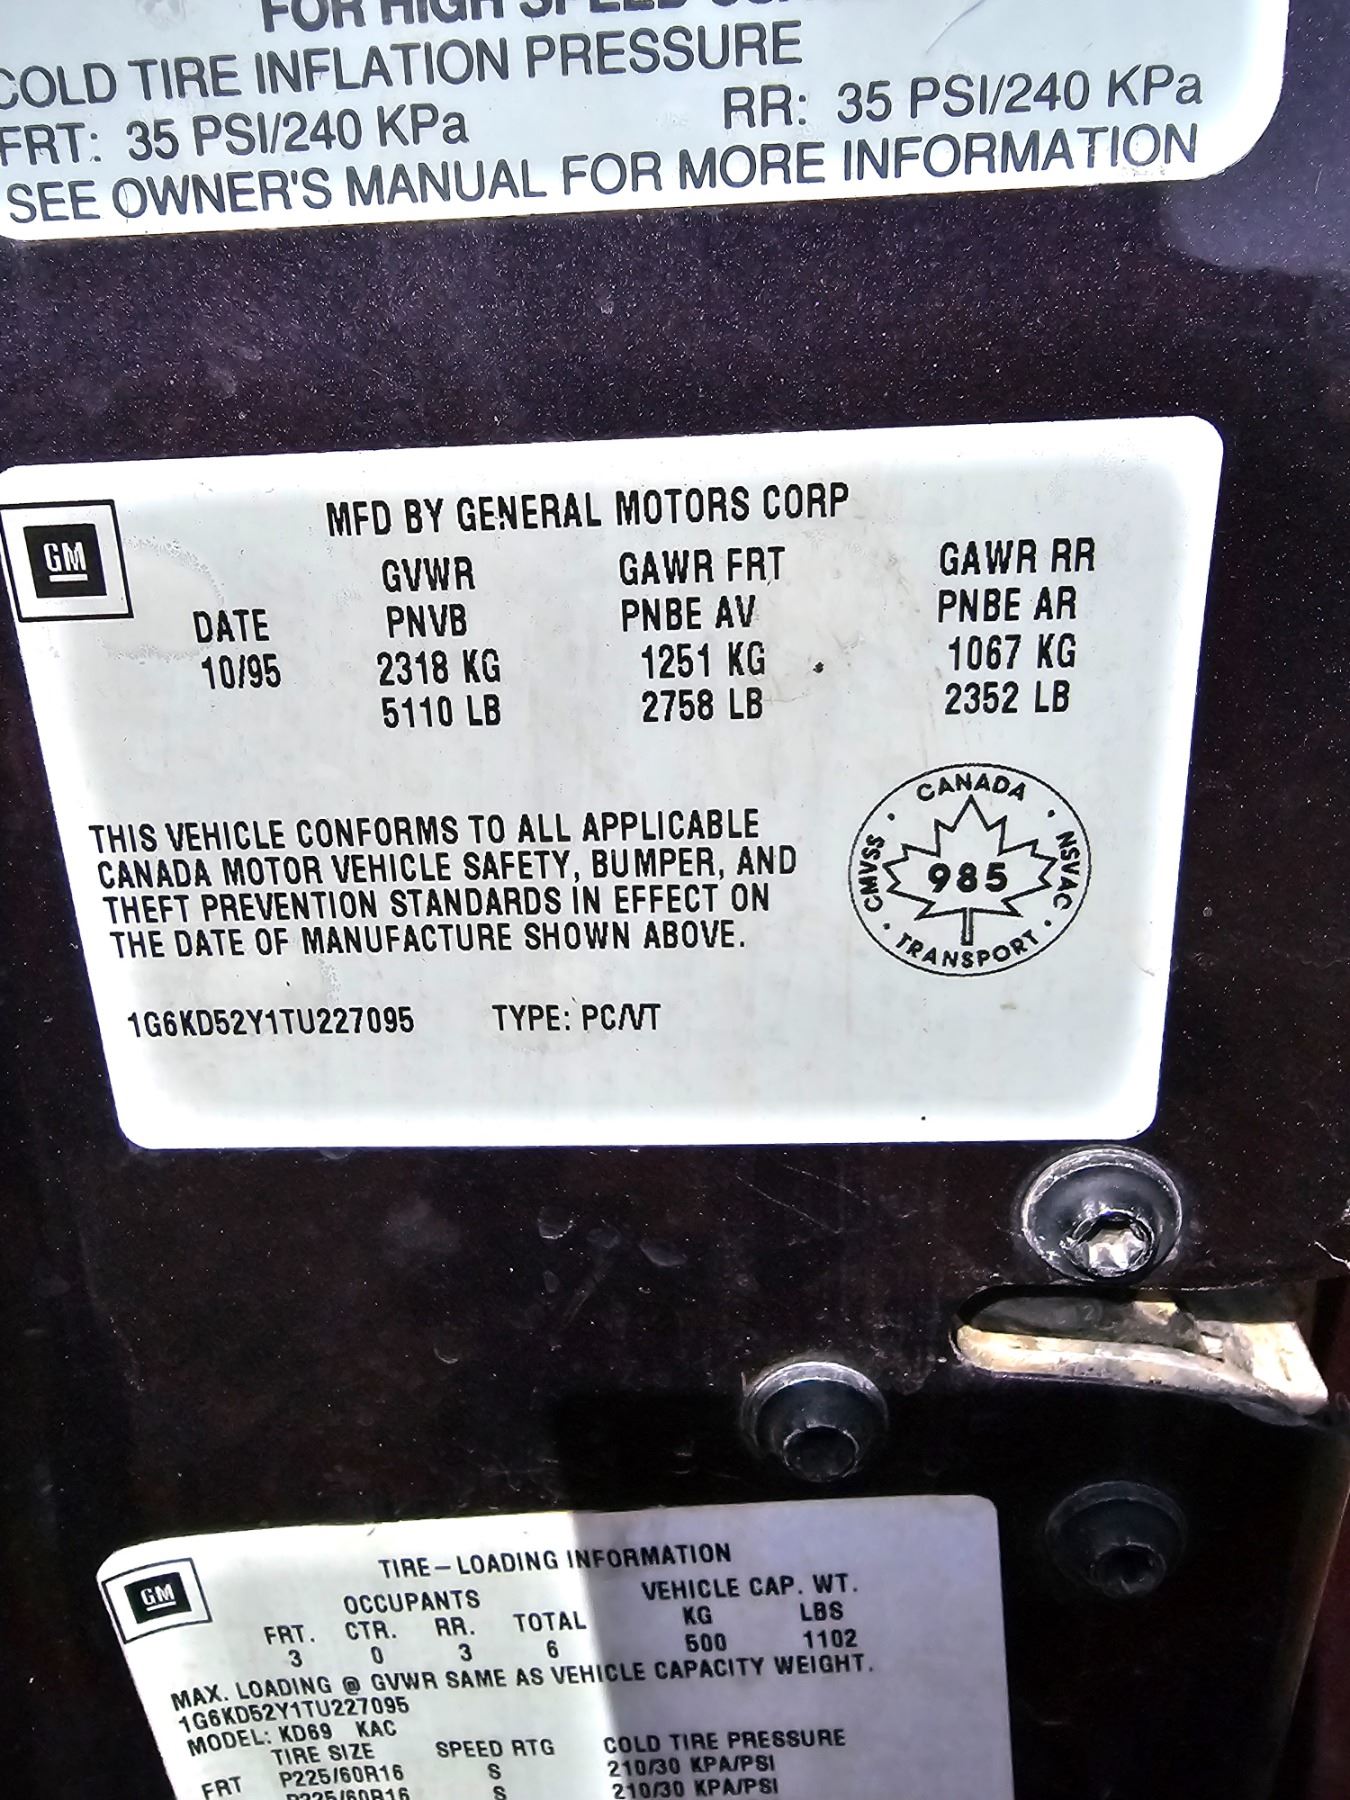 FOR HIGH SPEED
COLD TIRE INFLATION PRESSURE
FRT: 35 PSI/240 KPa RR: 35 PSI/240 KPa
SEE OWNER'S MANUAL FOR MORE INFORMATION
GM
MFD BY GENERAL MOTORS CORP
GVWR GAWR FRT GAWR RR
DATE PNVB PNBE AV PNBE AR
10/95 2318 KG 1251 KG 1067 KG
5110 LB 2758 LB 2352 LB
THIS VEHICLE CONFORMS TO ALL APPLICABLE
CANADA MOTOR VEHICLE SAFETY, BUMPER, AND
THEFT PREVENTION STANDARDS IN EFFECT ON
THE DATE OF MANUFACTURE SHOWN ABOVE.
CANADA · NSVAC · TRANSPORT · CMVSS ·
985
1G6KD52Y1TU227095 TYPE: PC/VT
GM
TIRE-LOADING INFORMATION
OCCUPANTS VEHICLE CAP. WT.
FRT. CTR. RR. TOTAL KG LBS
3 0 3 6 500 1102
MAX. LOADING @ GVWR SAME AS VEHICLE CAPACITY WEIGHT.
1G6KD52Y1TU227095
MODEL: KD69 KAC
TIRE SIZE SPEED RTG COLD TIRE PRESSURE
FRT P225/60R16 S 210/30 KPA/PSI
P225/60R16 S 210/30 KPA/PSI